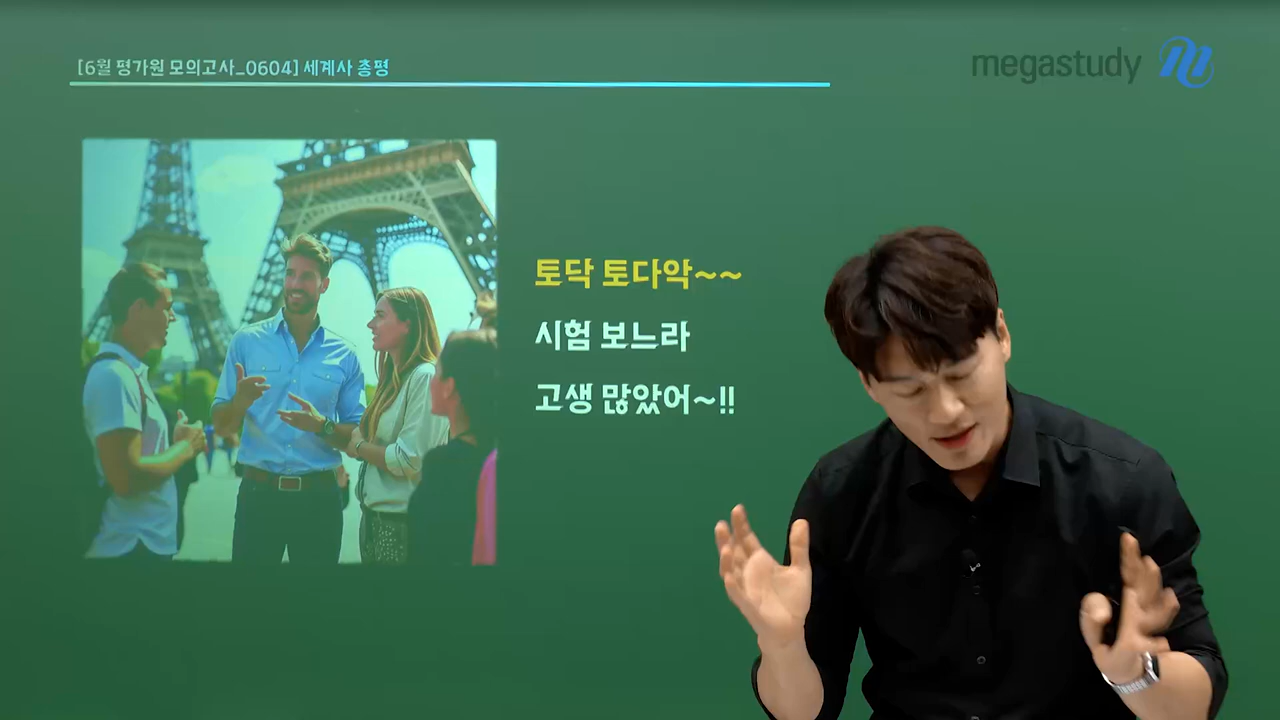 [6월 평가원 모의고사_0604] 세계사 총평
megastudy
토닥 토다악~~
시험 보느라
고생 많았어~!!